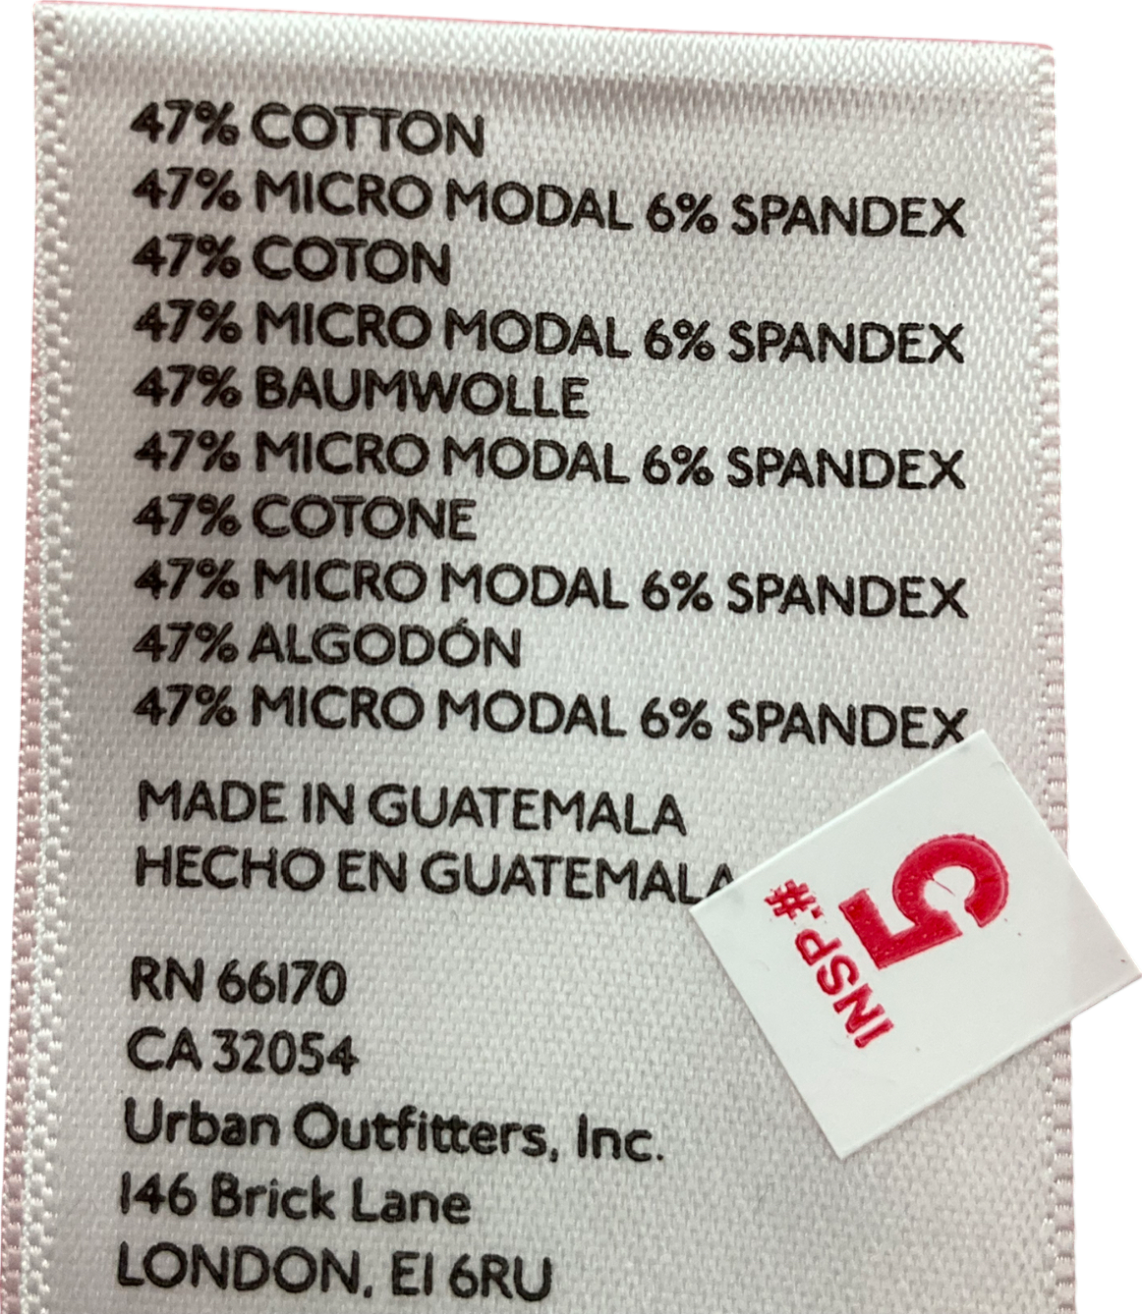 47% COTTON
47% MICRO MODAL 6% SPANDEX
47% COTON
47% MICRO MODAL 6% SPANDEX
47% BAUMWOLLE
47% MICRO MODAL 6% SPANDEX
47% COTONE
47% MICRO MODAL 6% SPANDEX
47% ALGODÓN
47% MICRO MODAL 6% SPANDEX
MADE IN GUATEMALA
HECHO EN GUATEMALA
RN 66170
CA 32054
Urban Outfitters, Inc.
146 Brick Lane
LONDON, E1 6RU
INSP.#
5